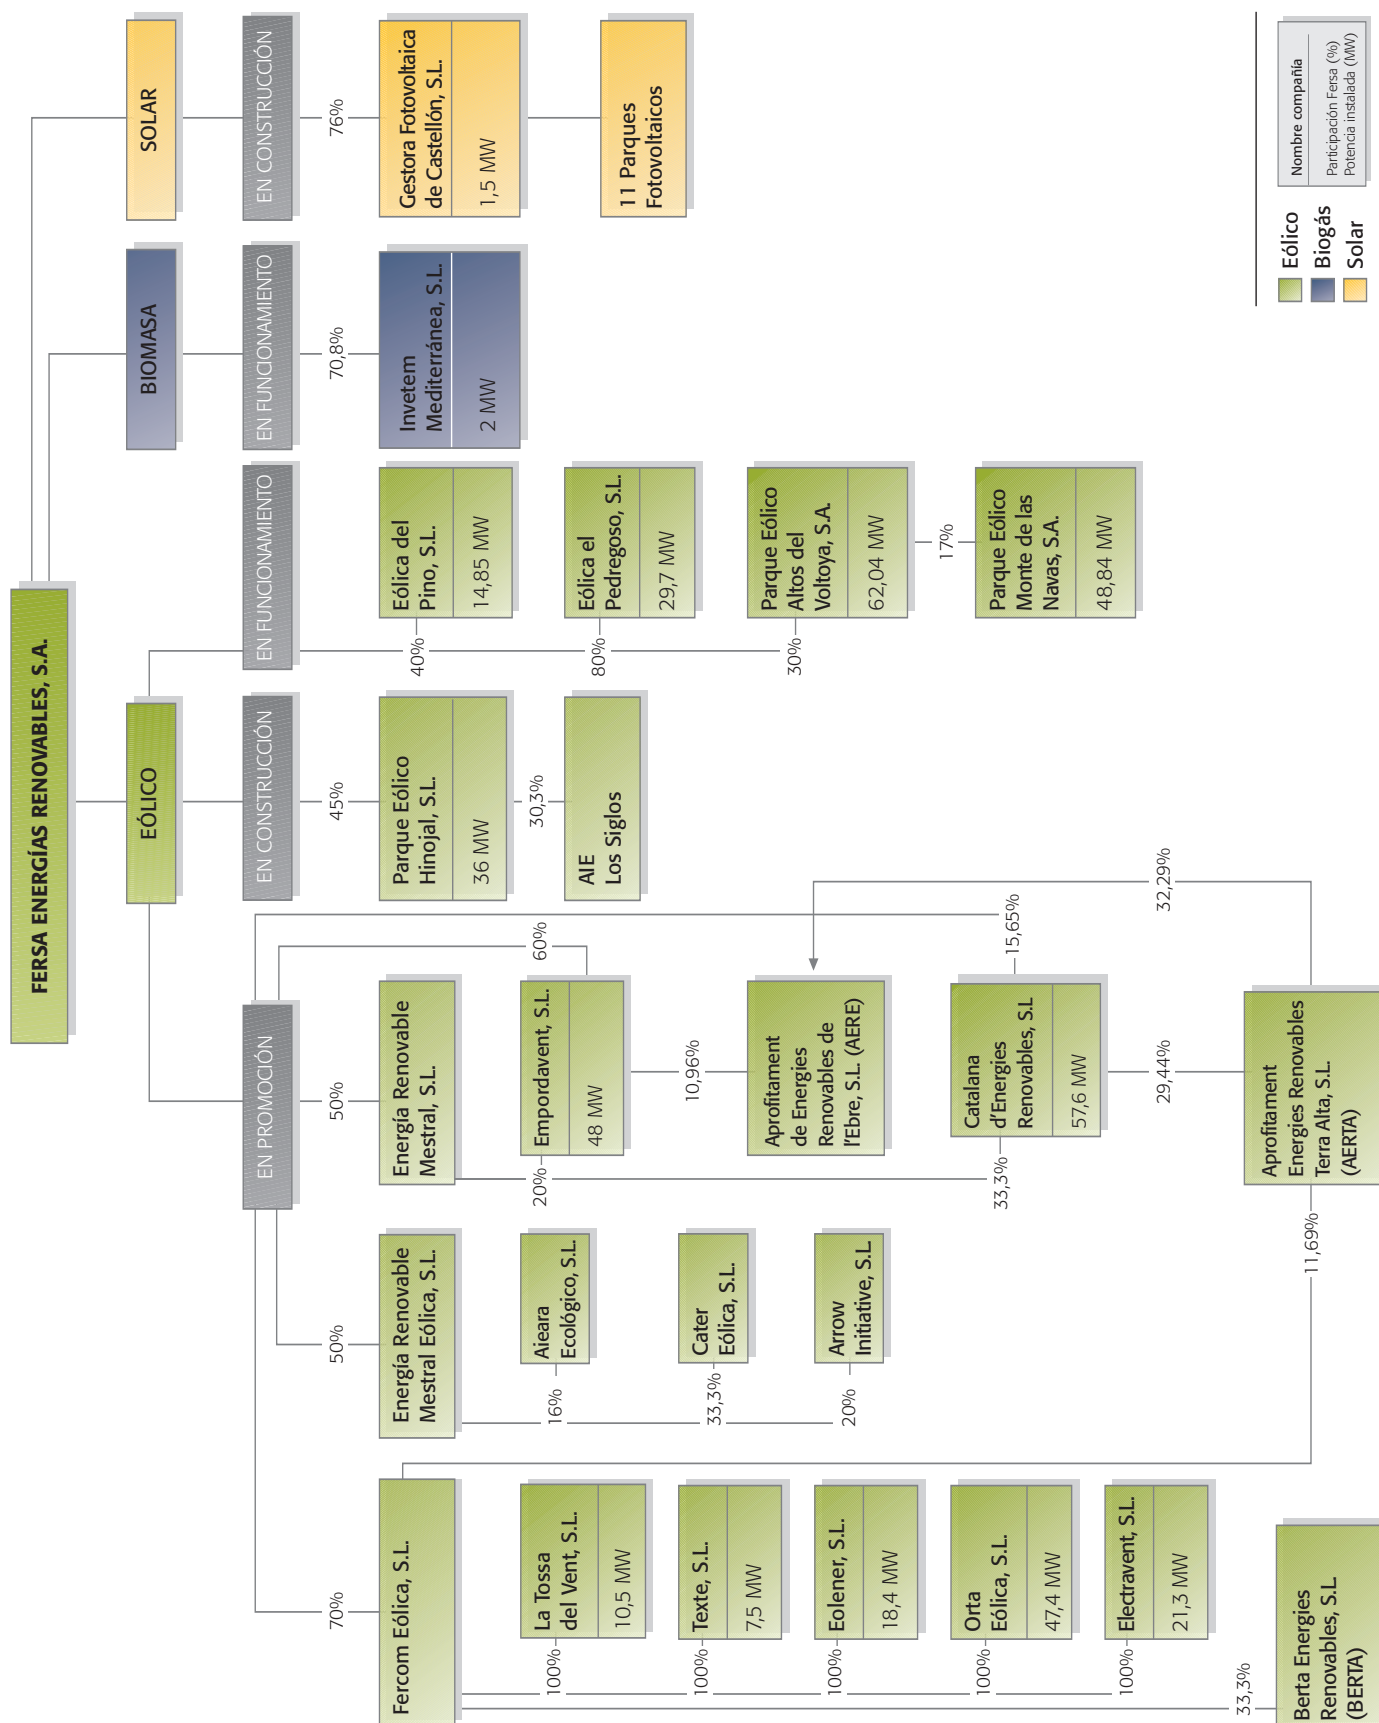 FERSA ENERGÍAS RENOVABLES, S.A.
EÓLICO
BIOMASA
SOLAR
EN PROMOCIÓN
EN CONSTRUCCIÓN
EN FUNCIONAMIENTO
EN FUNCIONAMIENTO
EN CONSTRUCCIÓN
70%
50%
50%
60%
15,65%
45%
70,8%
76%
Fercom Eólica, S.L.
100%
La Tossa
del Vent, S.L.
10,5 MW
100%
Texte, S.L.
7,5 MW
100%
Eolener, S.L.
18,4 MW
100%
Orta
Eólica, S.L.
47,4 MW
100%
Electravent, S.L.
21,3 MW
33,3%
Berta Energies
Renovables, S.L.
(BERTA)
Energía Renovable
Mestral Eólica, S.L.
16%
Aieara
Ecológico, S.L.
33,3%
Cater
Eólica, S.L.
20%
Arrow
Initiative, S.L.
11,69%
Energía Renovable
Mestral, S.L.
20%
Empordavent, S.L.
48 MW
10,96%
Aprofitament
de Energies
Renovables de
l'Ebre, S.L. (AERE)
33,3%
Catalana
d'Energies
Renovables, S.L
57,6 MW
29,44%
32,29%
Aprofitament
Energies Renovables
Terra Alta, S.L.
(AERTA)
Parque Eólico
Hinojal, S.L.
36 MW
30,3%
AIE
Los Siglos
40%
Eólica del
Pino, S.L.
14,85 MW
80%
Eólica el
Pedregoso, S.L.
29,7 MW
30%
Parque Eólico
Altos del
Voltoya, S.A.
62,04 MW
17%
Parque Eólico
Monte de las
Navas, S.A.
48,84 MW
Invetem
Mediterránea, S.L.
2 MW
Gestora Fotovoltaica
de Castellón, S.L.
1,5 MW
11 Parques
Fotovoltaicos
Eólico
Biogás
Solar
Nombre compañía
Participación Fersa (%)
Potencia instalada (MW)